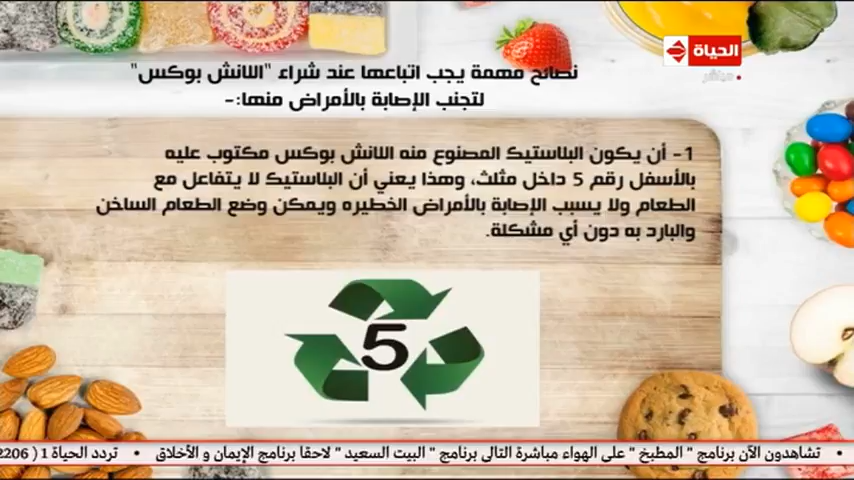 الحياة
مباشر
نصائح مهمة يجب اتباعها عند شراء "اللانش بوكس"
لتجنب الإصابة بالأمراض منها:-
1- أن يكون البلاستيك المصنوع منه اللانش بوكس مكتوب عليه
بالأسفل رقم 5 داخل مثلث، وهذا يعني أن البلاستيك لا يتفاعل مع
الطعام ولا يسبب الإصابة بالأمراض الخطيره ويمكن وضع الطعام الساخن
والبارد به دون أي مشكلة.
5
• تشاهدون الآن برنامج " المطبخ " على الهواء مباشرة التالى برنامج " البيت السعيد " لاحقا برنامج الإيمان و الأخلاق • تردد الحياة 1 ( 2206